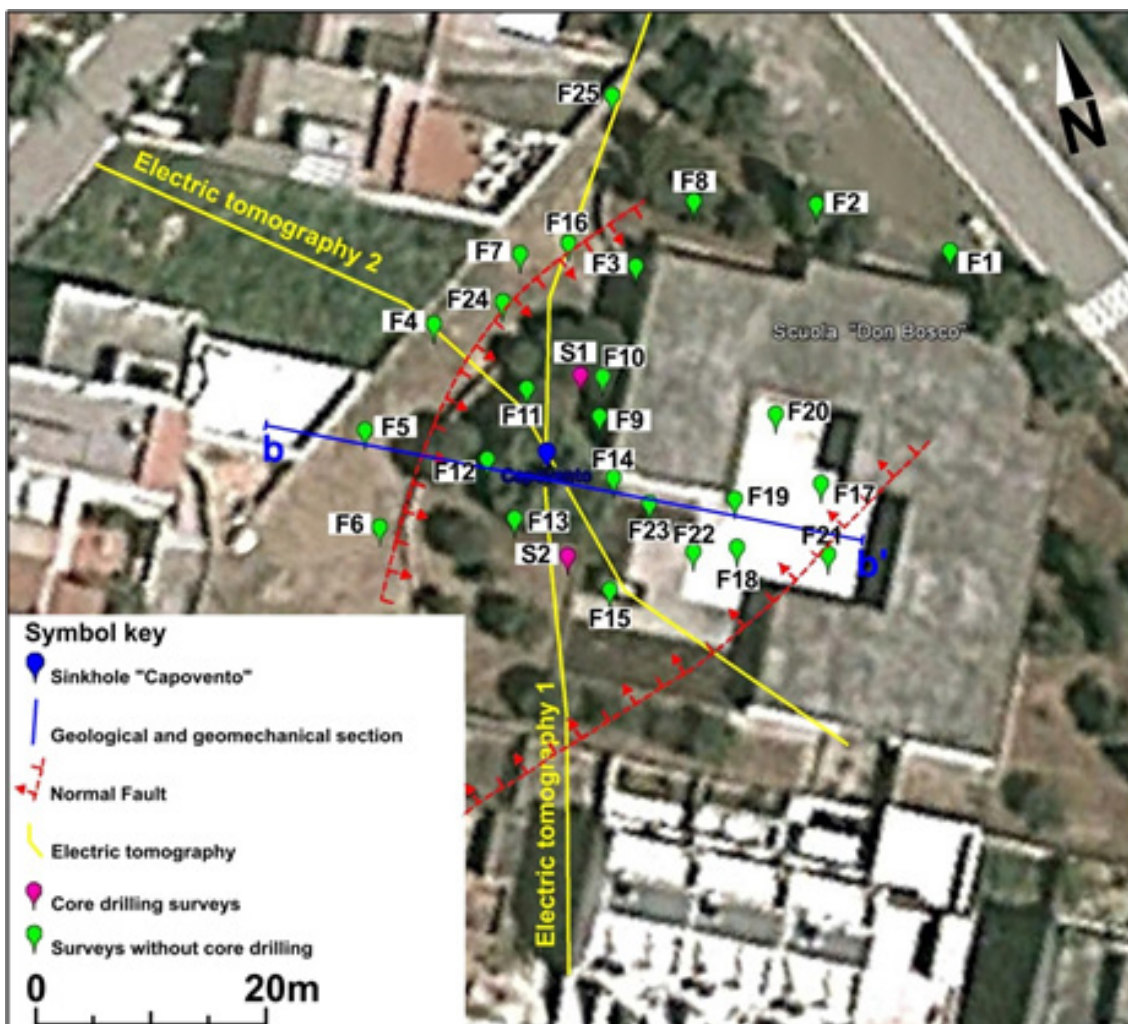 F25
N
F8
F2
Electric tomography 2
F16
F7
F3
F1
F24
F4
Scuola "Don Bosco"
S1
F10
F11
F9
F20
F5
b
F12
Capovento
F14
F19
F17
F6
F13
F23
F22
F21
b'
S2
F18
F15
Electric tomography 1
Symbol key
Sinkhole "Capovento"
Geological and geomechanical section
Normal Fault
Electric tomography
Core drilling surveys
Surveys without core drilling
0 20m